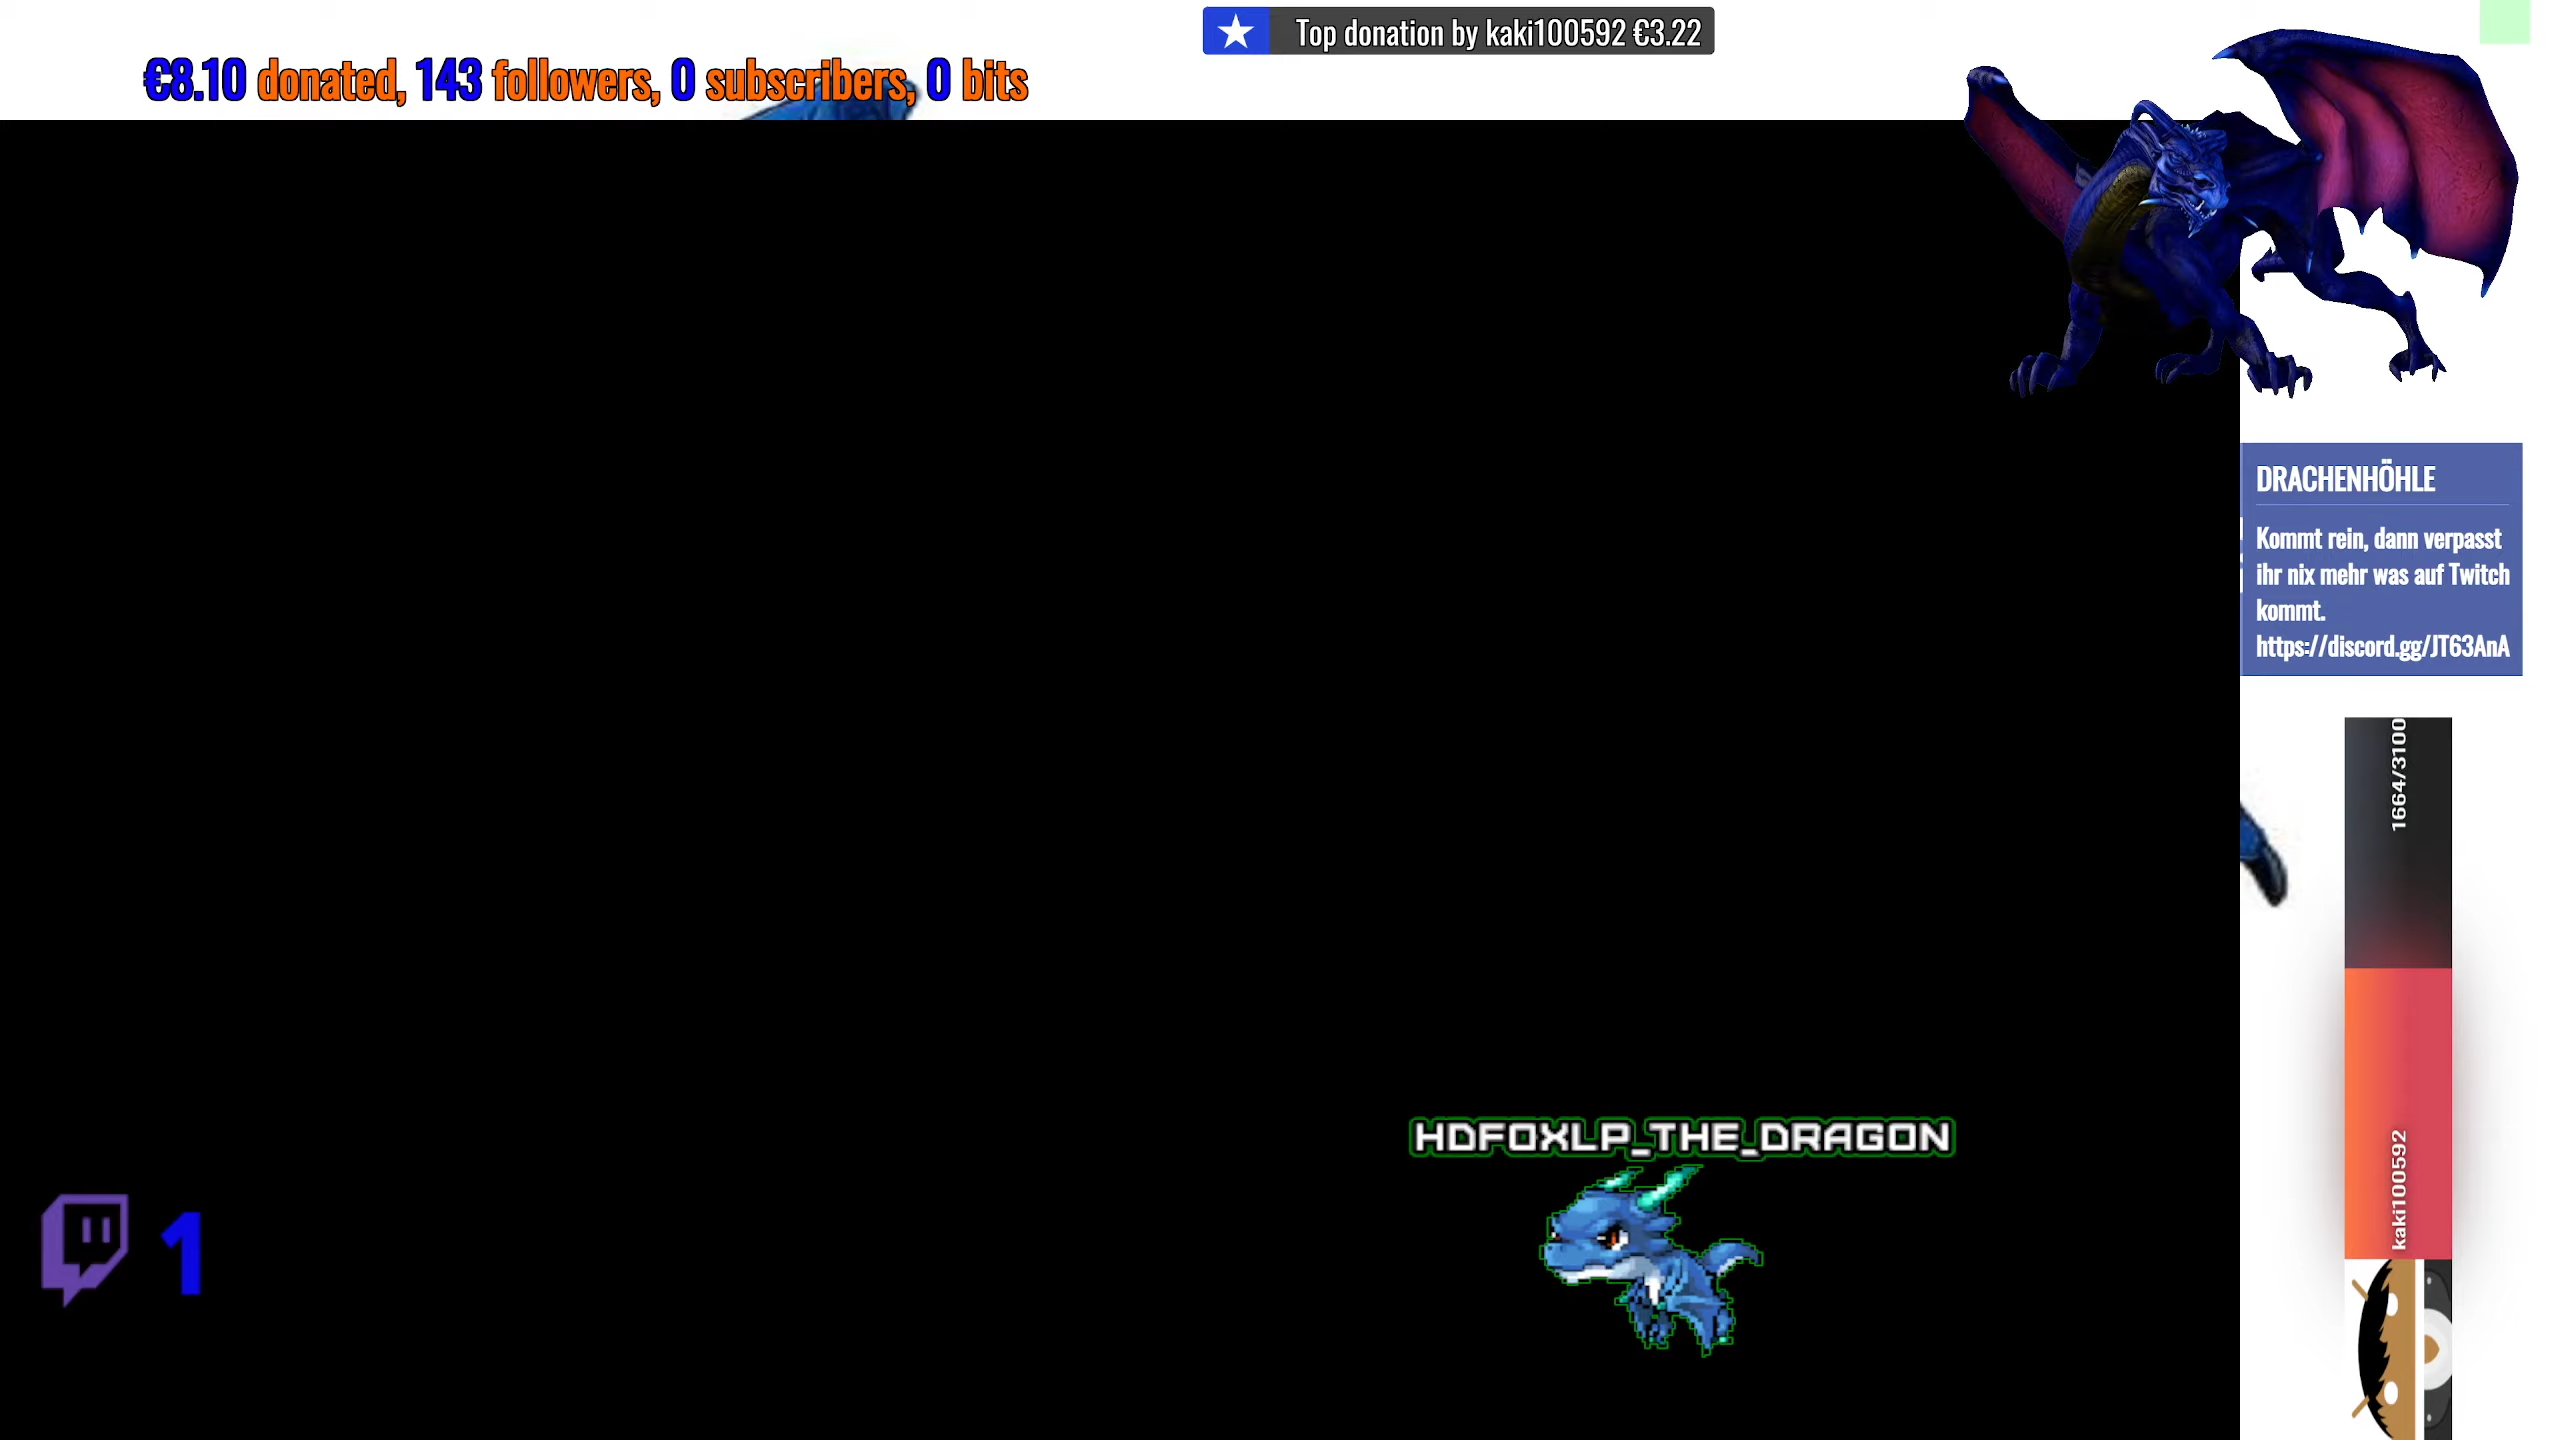 Top donation by kaki100592 €3.22
€8.10 donated, 143 followers, 0 subscribers, 0 bits
DRACHENHÖHLE
Kommt rein, dann verpasst
ihr nix mehr was auf Twitch
kommt.
https://discord.gg/JT63AnA
1664/3100
kaki100592
HDFOXLP_THE_DRAGON
1